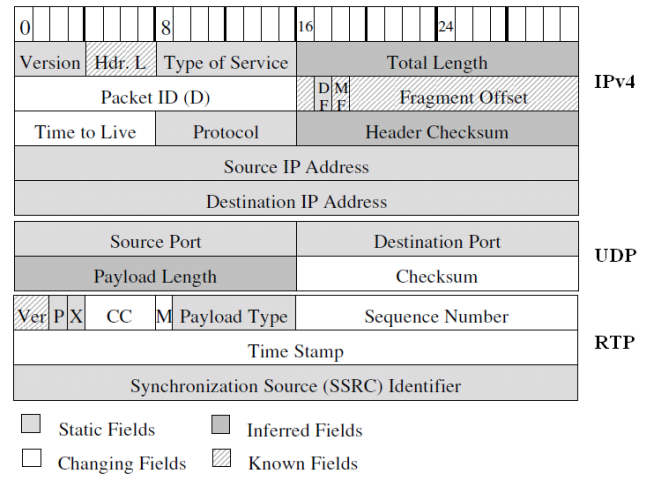 0 8 16 24
Version Hdr. L Type of Service Total Length
IPv4
Packet ID (D) D F M F Fragment Offset
Time to Live Protocol Header Checksum
Source IP Address
Destination IP Address
Source Port Destination Port
UDP
Payload Length Checksum
Ver P X CC M Payload Type Sequence Number
RTP
Time Stamp
Synchronization Source (SSRC) Identifier
Static Fields Inferred Fields
Changing Fields Known Fields